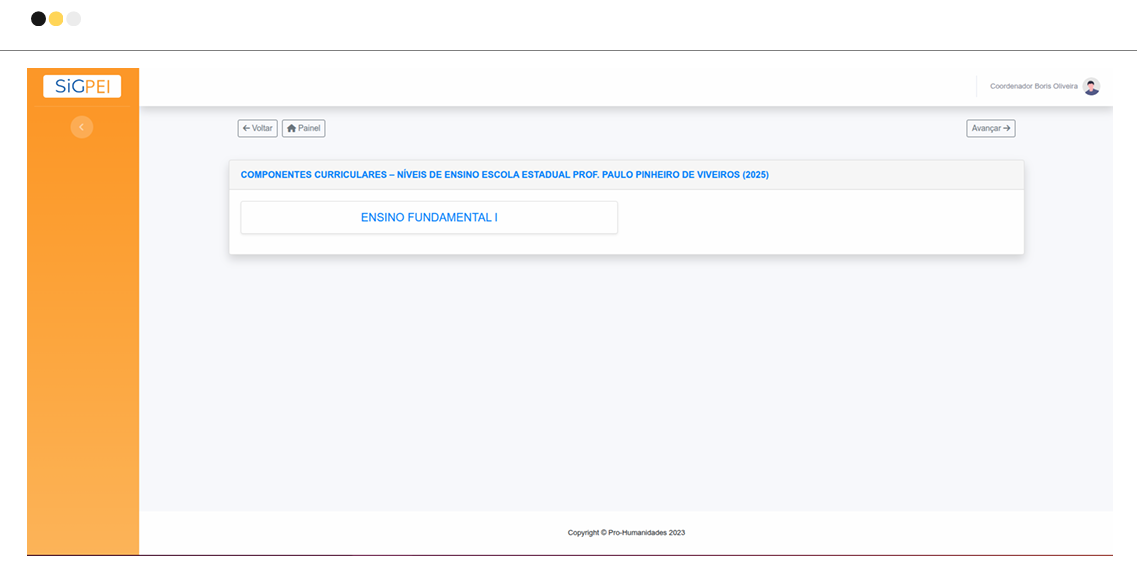 SiGPEI
Coordenador Boris Oliveira
Voltar
Painel
Avançar
COMPONENTES CURRICULARES – NÍVEIS DE ENSINO ESCOLA ESTADUAL PROF. PAULO PINHEIRO DE VIVEIROS (2025)
ENSINO FUNDAMENTAL I
Copyright © Pro-Humanidades 2023